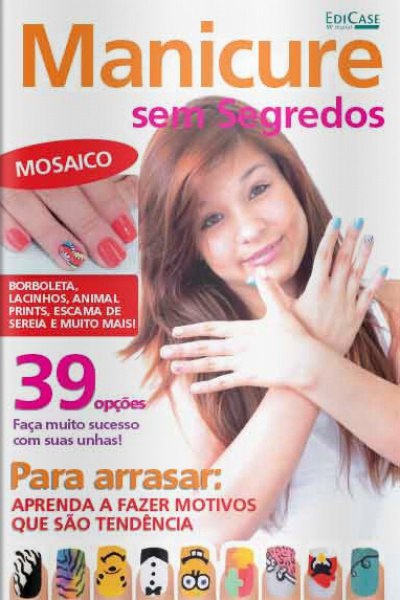 EDICASE
Manicure
sem Segredos
MOSAICO
BORBOLETA,
LACINHOS, ANIMAL
PRINTS, ESCAMA DE
SEREIA E MUITO MAIS!
39
opções
Faça muito sucesso
com suas unhas!
Para arrasar:
APRENDA A FAZER MOTIVOS
QUE SÃO TENDÊNCIA